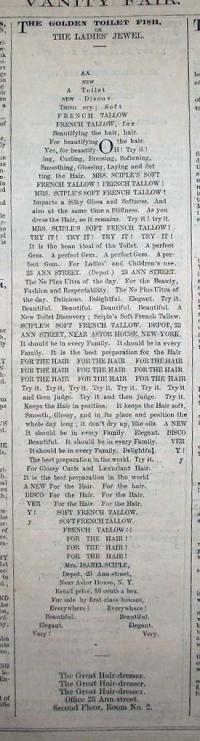 VANITY FAIR.
THE GOLDEN TOILET FISH,
OR
THE LADIES' JEWEL.
AA
NEW
A Toilet
NEW - Discov-
Them ery; Soft
FRENCH TALLOW
FRENCH TALLOW, for
Beautifying the hair, hair.
For beautifying the hair.
Yes, for beautify- OH! Try it!
ing, Curling, Dressing, Softening,
Smoothing, Glossing, Laying and Set
ting the Hair. MRS. SCIPLE'S SOFT
FRENCH TALLOW! FRENCH TALLOW!
MRS. SCIPLE'S SOFT FRENCH TALLOW!
Imparts a Silky Gloss and Softness. And
also at the same time a Stiffness. As you
dress the Hair, so it remains. Try it! try it.
MRS. SCIPLE'S SOFT FRENCH TALLOW!
TRY IT! TRY IT! TRY IT! TRY IT!
It is the beau ideal of the Toilet. A perfect
Gem. A perfect Gem. A perfect Gem. A per-
fect Gem. For Ladies' and Children's use.
23 ANN STREET. (Depot.) 23 ANN STREET.
The Ne Plus Ultra of the day. For the Beauty,
Fashion and Respectability. The Ne Plus Ultra of
the day. Delicious. Delightful. Elegant. Try it.
Beautiful. Beautiful. Beautiful. Beautiful. A
New Toilet Discovery; Sciple's Soft French Tallow.
SCIPLE'S SOFT FRENCH TALLOW. DEPOT, 23
ANN STREET, NEAR ASTOR HOUSE, NEW-YORK.
It should be in every Family. It should be in every
Family. It is the best preparation for the Hair
FOR THE HAIR FOR THE HAIR FOR THE HAIR
FOR THE HAIR FOR THE HAIR FOR THE HAIR
FOR THE HAIR FOR THE HAIR FOR THE HAIR
Try it. Try it, Try it. Try it. Try it. Try it. Try it
and then judge. Try it and then judge. Try it.
Keeps the Hair in position. It keeps the Hair soft,
Smooth, Glossy, and in its place and position the
whole day long; it don't dry up, like oils. A NEW
It should be in every Family. Elegant. DISCO
Beautiful. It should be in every Family. VER
It should be in every Family. Delightful. Y!
The best preparation in the world. Try it. y
For Glossy Curls and Luxuriant Hair.
It is the best preparation in the world
A NEW For the Hair. For the hair.
DISCO For the Hair. For the Hair.
VER For the Hair. For the Hair.
Y! SOFT FRENCH TALLOW,
SOFT FRENCH TALLOW.
FRENCH TALLOW!!
FOR THE HAIR!
FOR THE HAIR!
FOR THE HAIR!
Mrs. ISABEL SCIPLE,
Depot, 23 Ann-street,
Near Astor House, N. Y.
Retail price, 50 cents a box.
For sale by first-class houses,
Everywhere! Everywhere!
Beautiful. Beautiful.
Elegant. Elegant.
Very! Very.
The Great Hair-dresser.
The Great Hair-dresser.
The Great Hair-dresser.
Office 23 Ann-street.
Second Floor, Room No. 2.